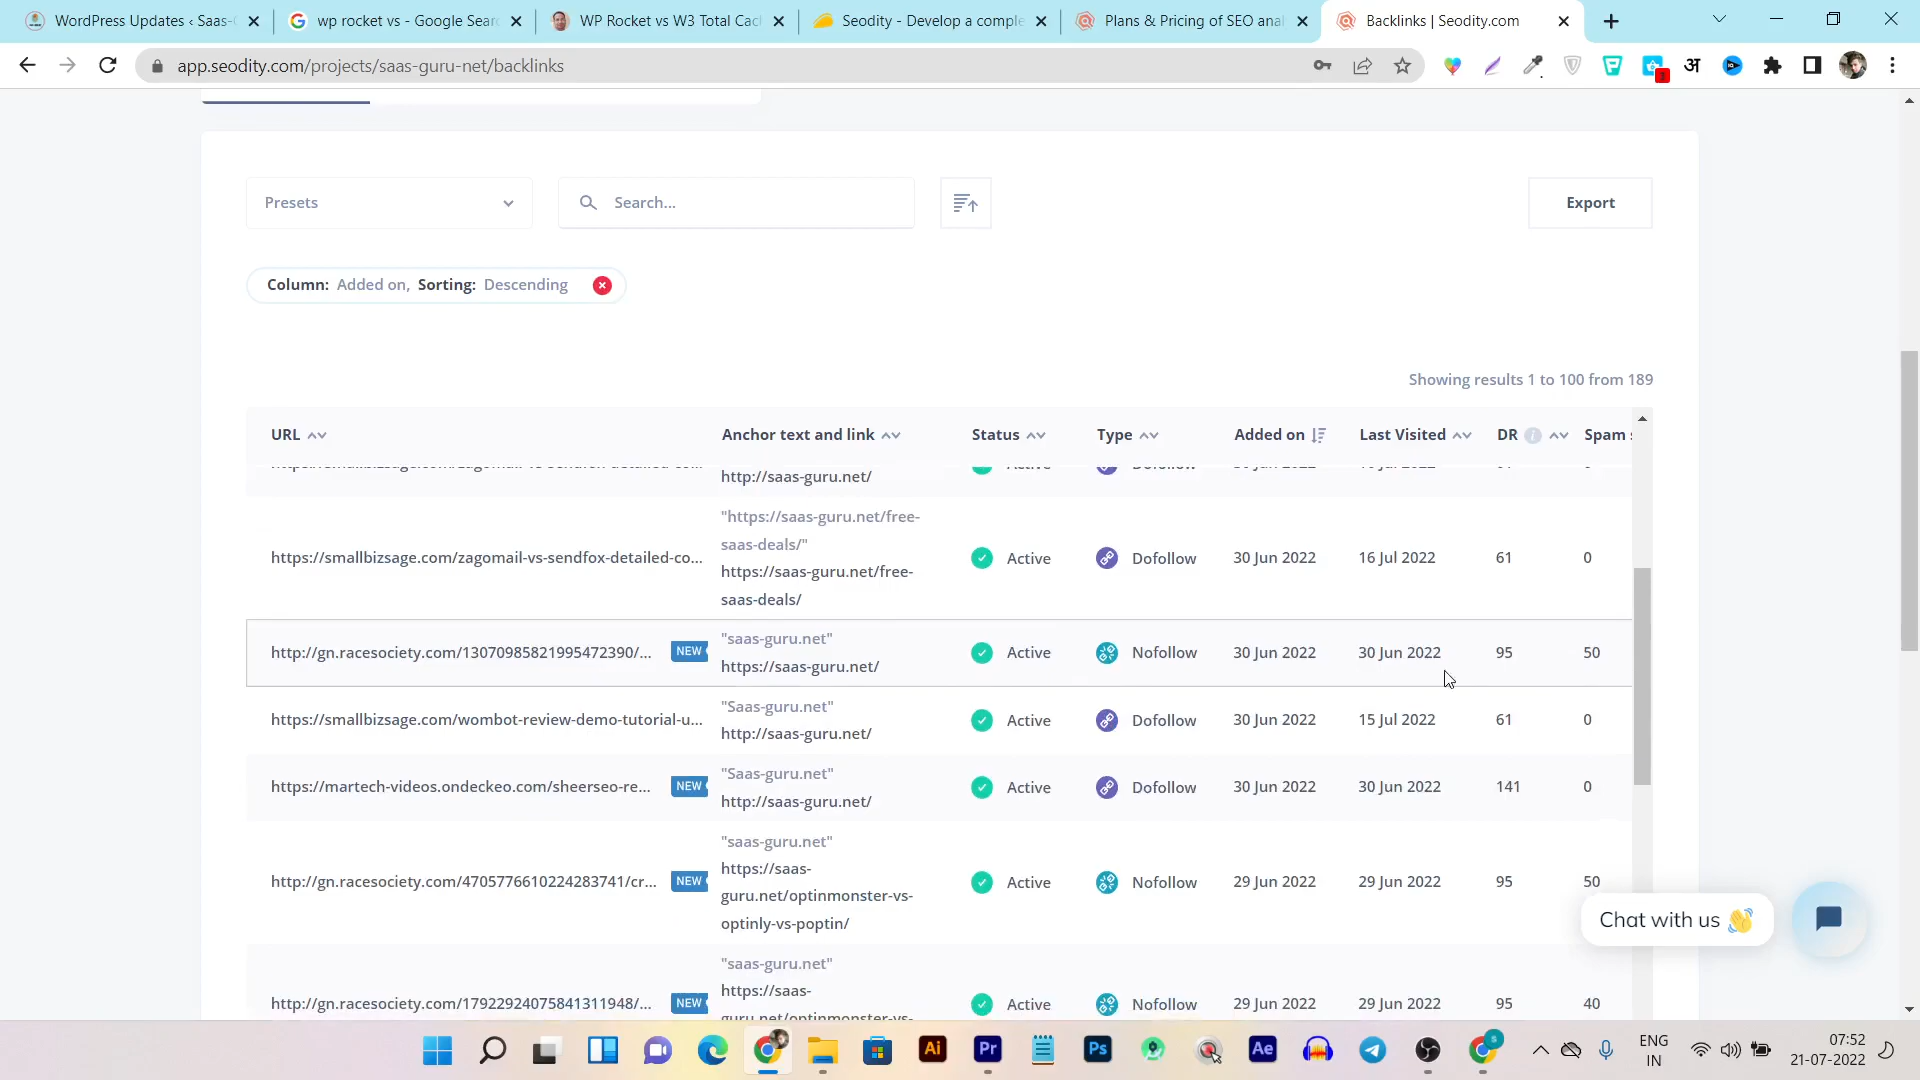 WordPress Updates ‹ Saas-G
wp rocket vs - Google Sear
WP Rocket vs W3 Total Cac
Seodity - Develop a comple
Plans & Pricing of SEO anal
Backlinks | Seodity.com
app.seodity.com/projects/saas-guru-net/backlinks
अ
1
Presets
Search...
Export
Column: Added on, Sorting: Descending
Showing results 1 to 100 from 189
URL Anchor text and link Status Type Added on Last Visited DR Spam
http://saas-guru.net/
"https://saas-guru.net/free-
saas-deals/"
https://smallbizsage.com/zagomail-vs-sendfox-detailed-co... Active Dofollow 30 Jun 2022 16 Jul 2022 61 0
https://saas-guru.net/free-
saas-deals/
"saas-guru.net"
http://gn.racesociety.com/13070985821995472390/... NEW Active Nofollow 30 Jun 2022 30 Jun 2022 95 50
https://saas-guru.net/
"Saas-guru.net"
https://smallbizsage.com/wombot-review-demo-tutorial-u... Active Dofollow 30 Jun 2022 15 Jul 2022 61 0
http://saas-guru.net/
"Saas-guru.net"
https://martech-videos.ondeckeo.com/sheerseo-re... NEW Active Dofollow 30 Jun 2022 30 Jun 2022 141 0
http://saas-guru.net/
"saas-guru.net"
https://saas-
http://gn.racesociety.com/4705776610224283741/cr... NEW Active Nofollow 29 Jun 2022 29 Jun 2022 95 50
guru.net/optinmonster-vs-
optinly-vs-poptin/
Chat with us
"saas-guru.net"
https://saas-
http://gn.racesociety.com/17922924075841311948/... NEW Active Nofollow 29 Jun 2022 29 Jun 2022 95 40
guru.net/optinmonster-vs-
Ai
Pr
Ps
Ae
ENG
IN
07:52
21-07-2022